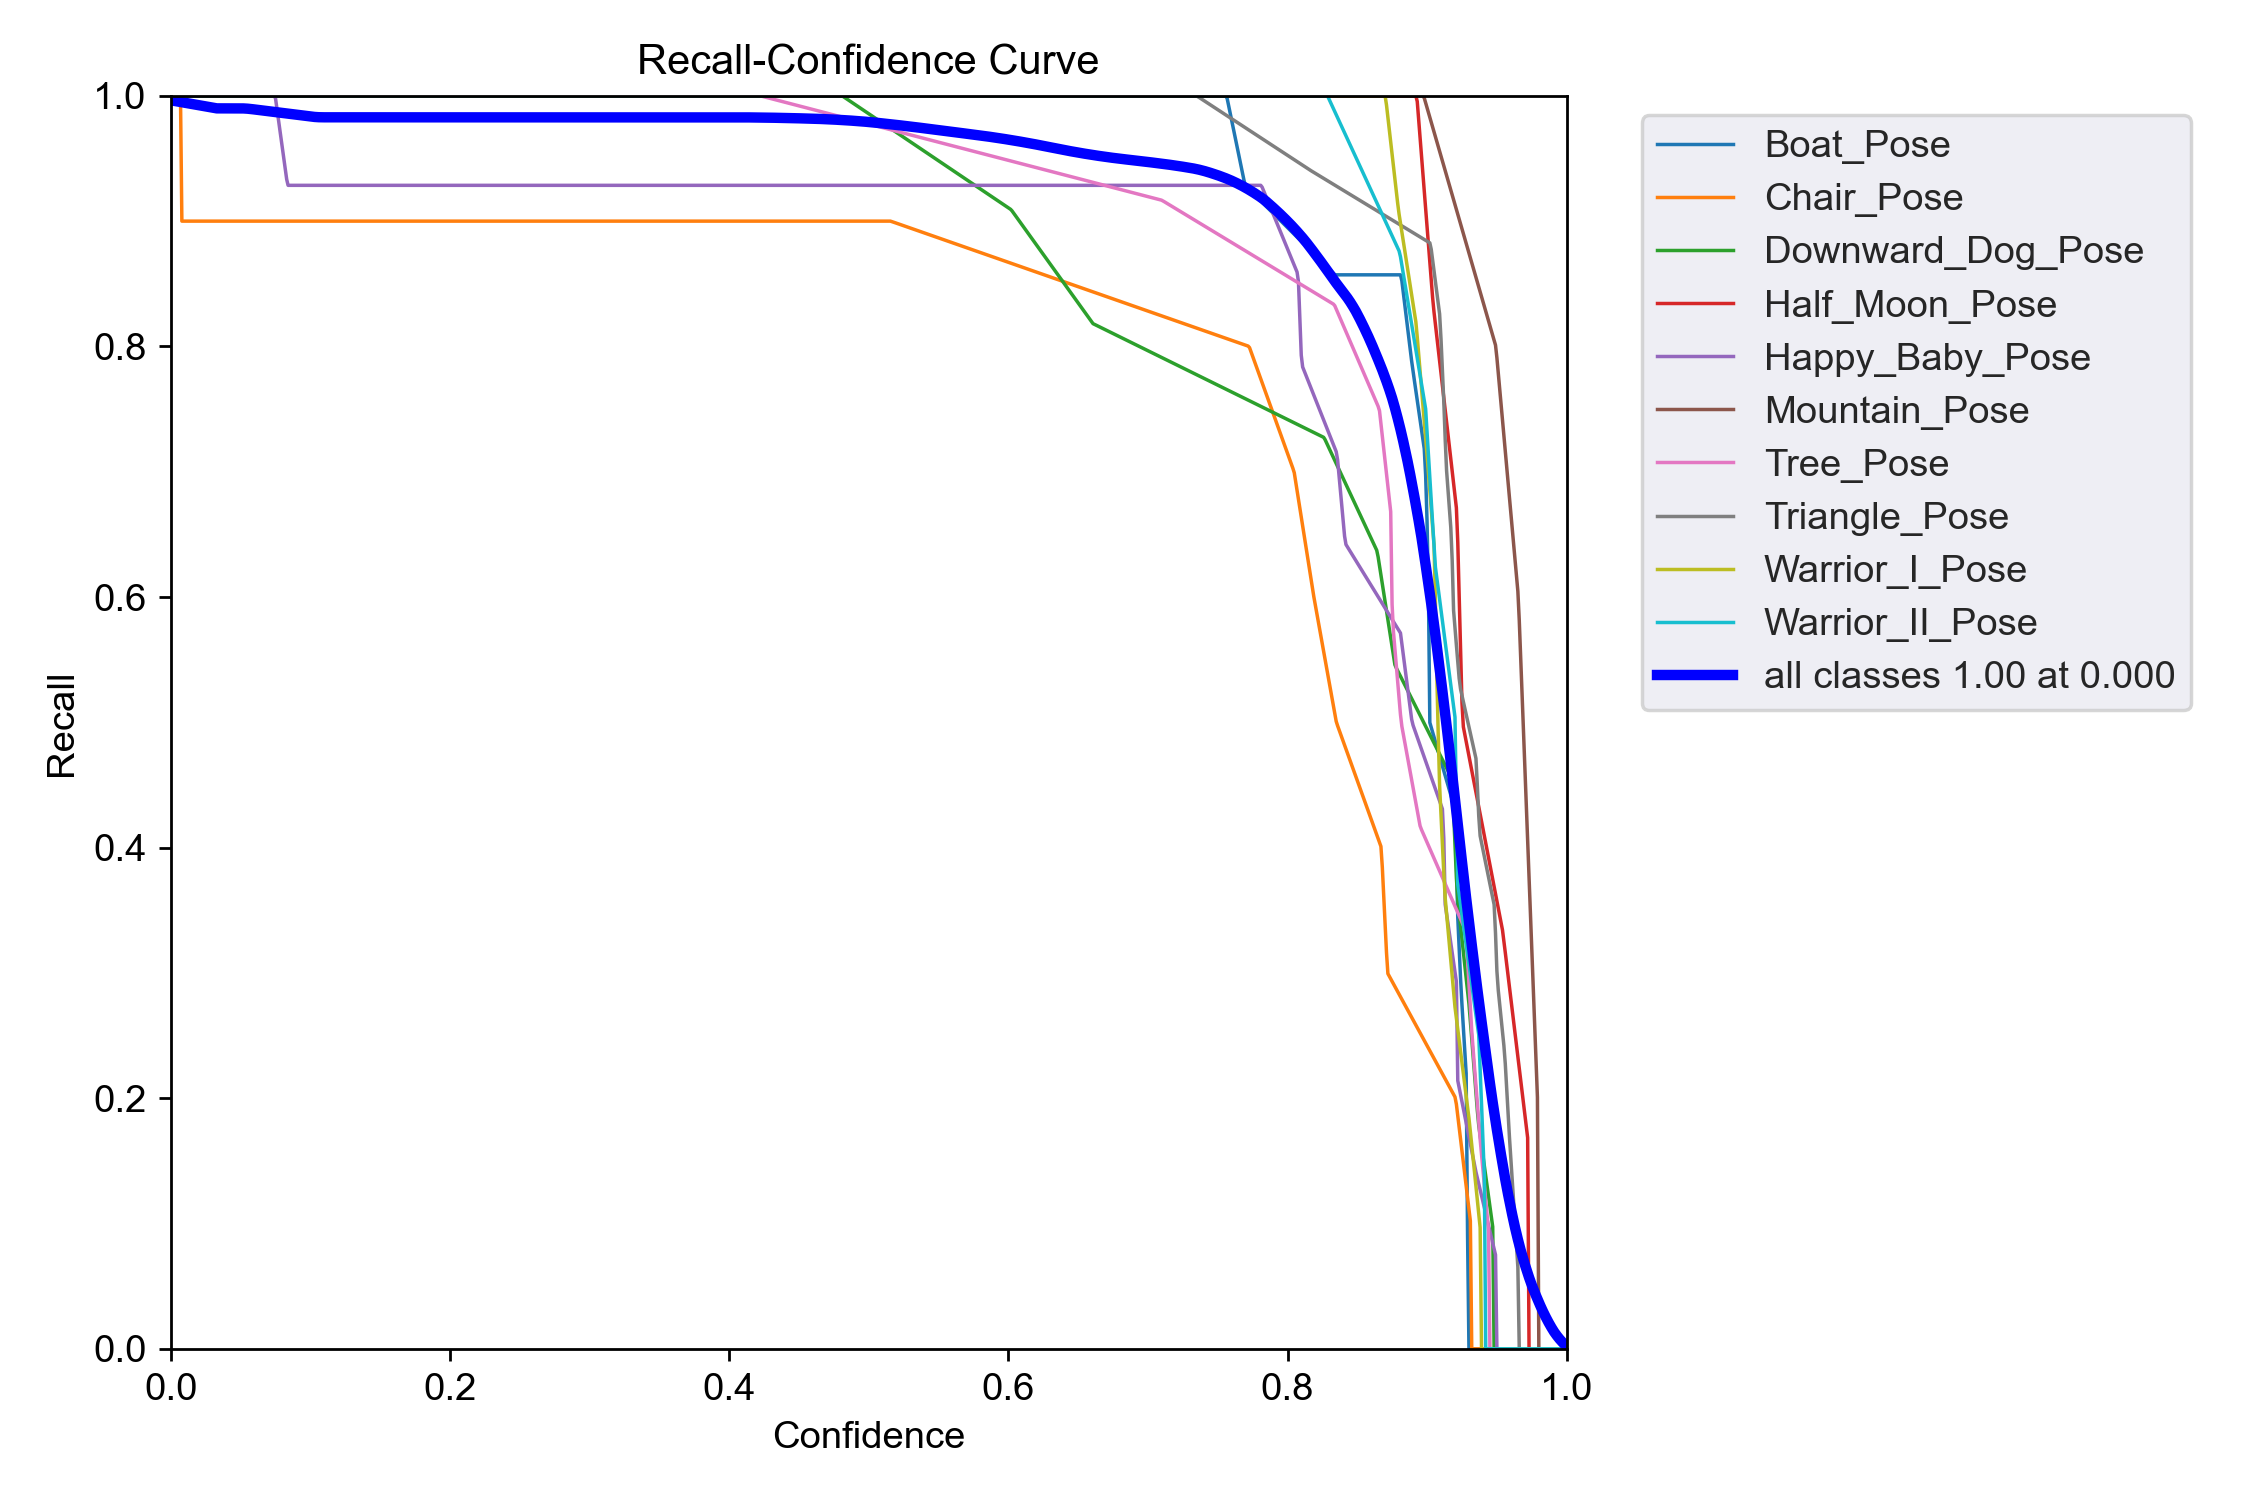 Recall-Confidence Curve
1.0
0.8
0.6
0.4
0.2
0.0
Recall
0.0 0.2 0.4 0.6 0.8 1.0
Confidence
Boat_Pose
Chair_Pose
Downward_Dog_Pose
Half_Moon_Pose
Happy_Baby_Pose
Mountain_Pose
Tree_Pose
Triangle_Pose
Warrior_I_Pose
Warrior_II_Pose
all classes 1.00 at 0.000